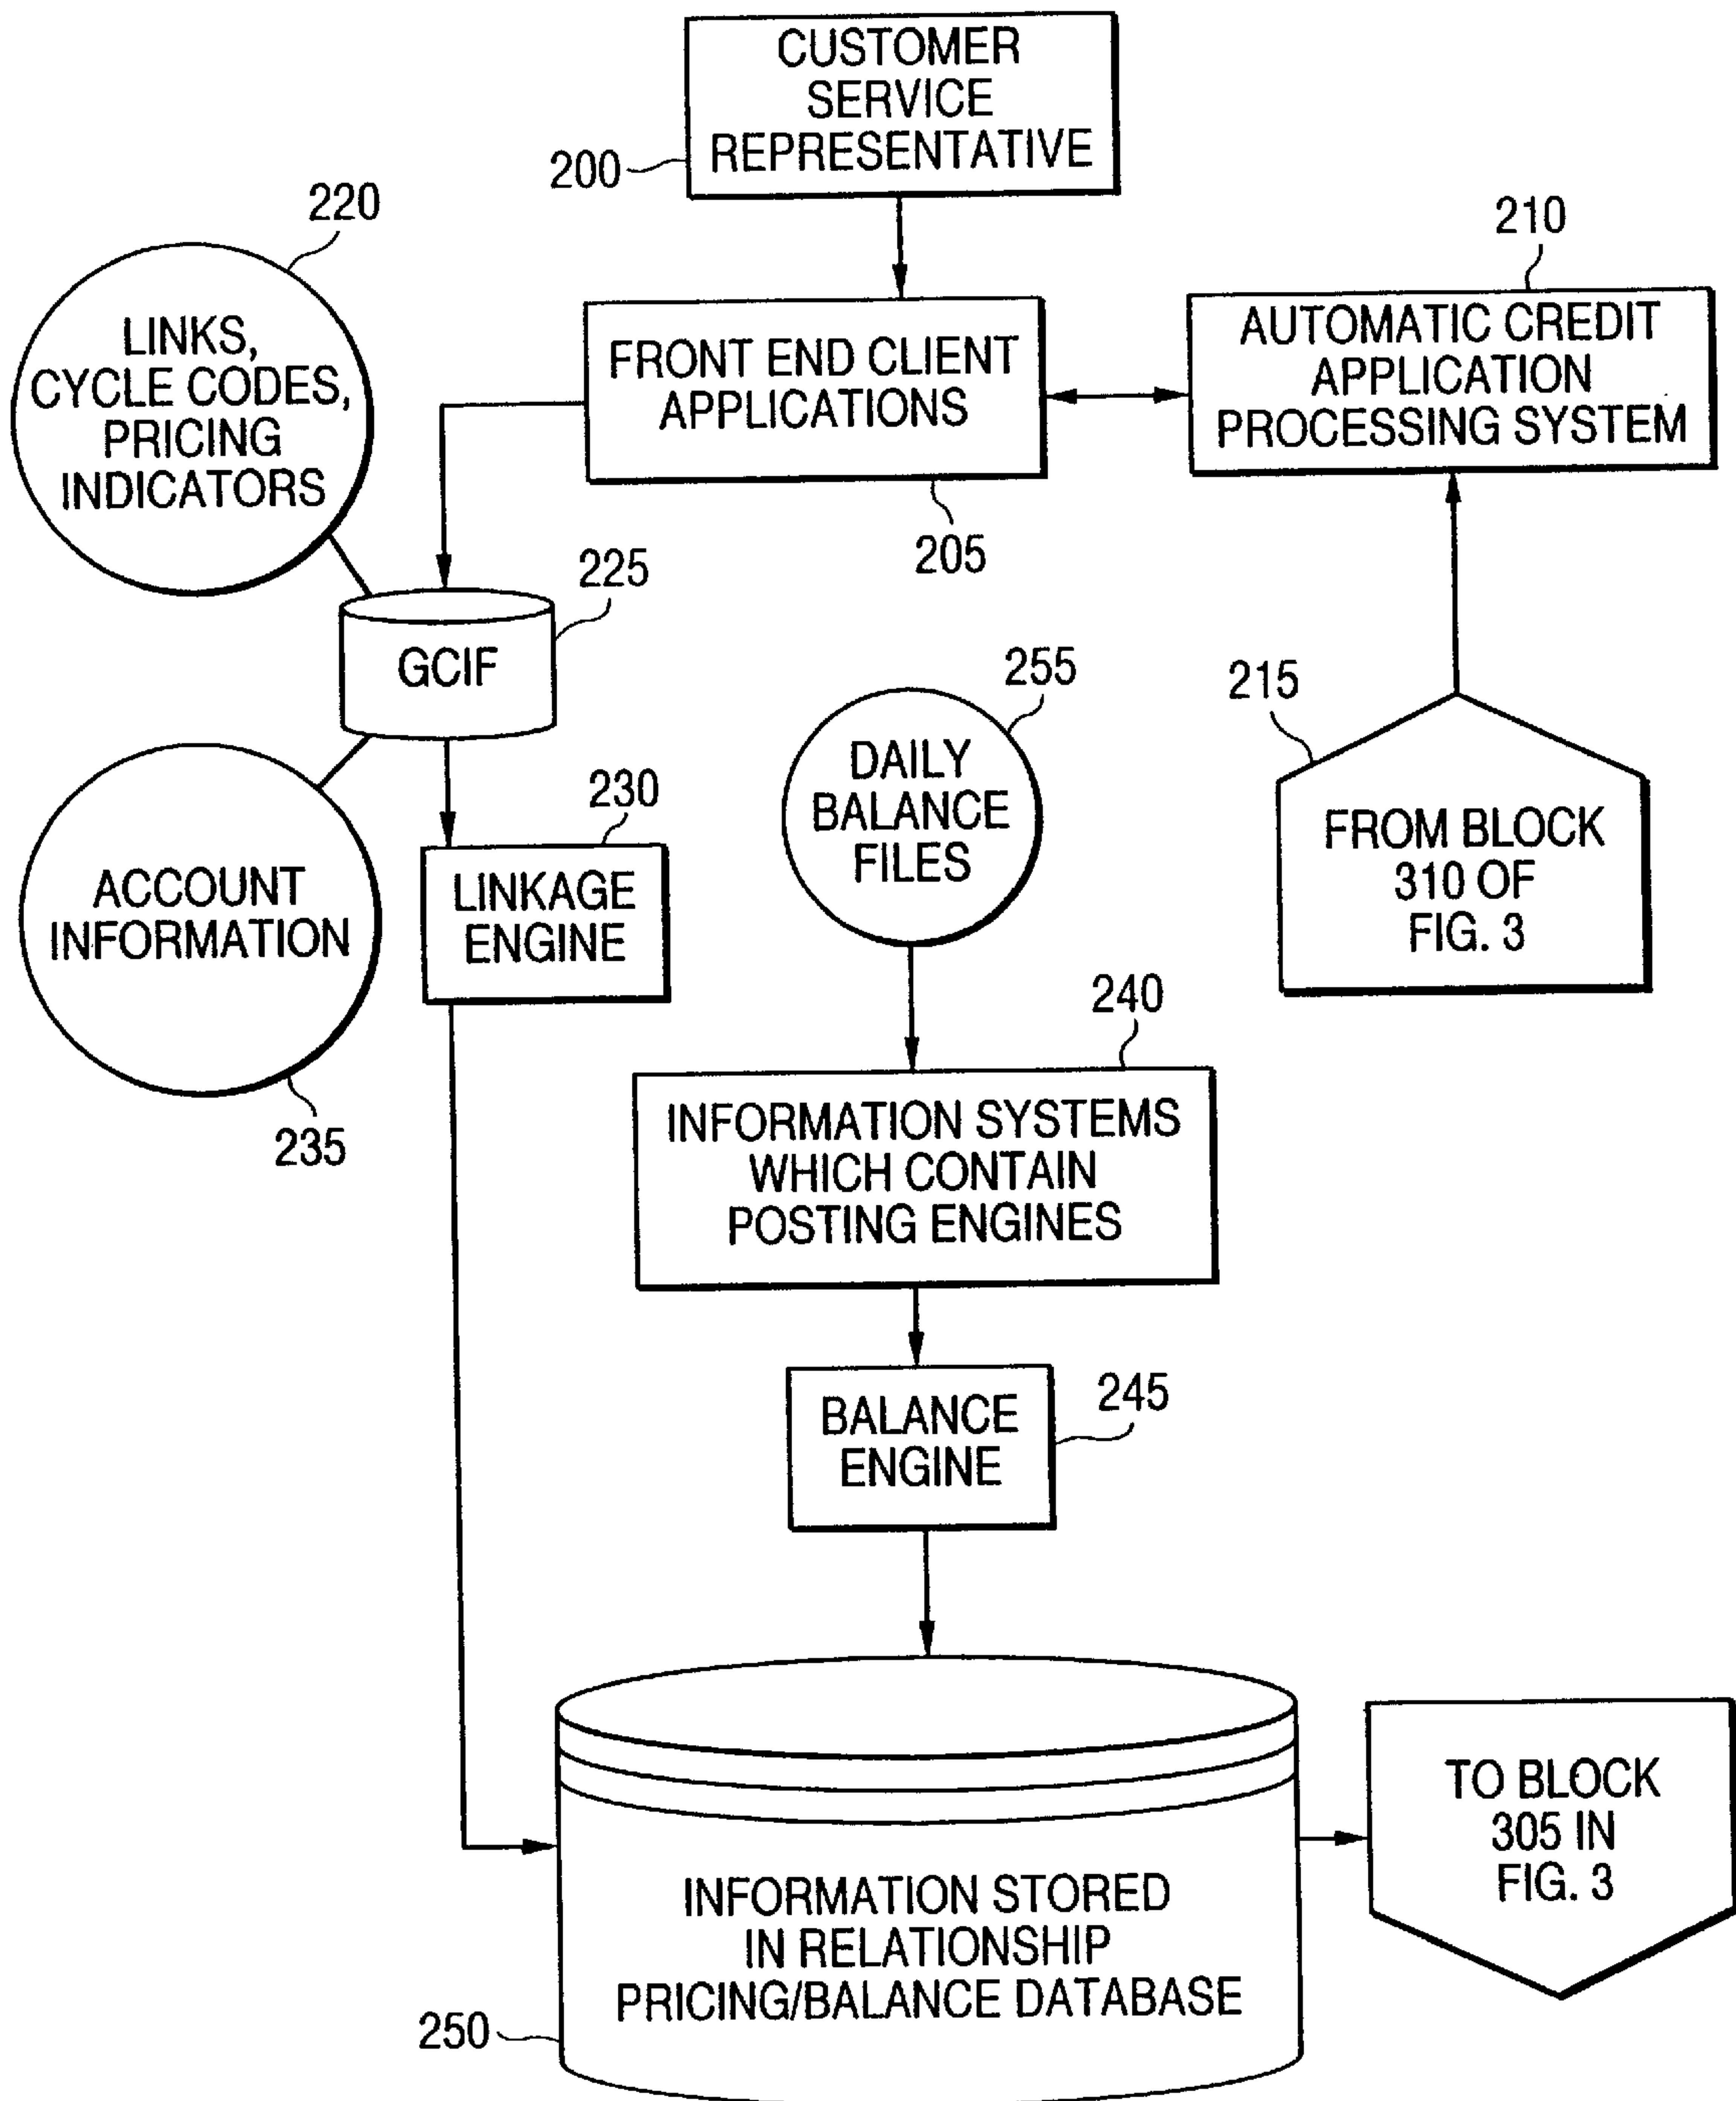 CUSTOMER
SERVICE
REPRESENTATIVE
200
220
210
LINKS,
CYCLE CODES,
PRICING
INDICATORS
FRONT END CLIENT
APPLICATIONS
AUTOMATIC CREDIT
APPLICATION
PROCESSING SYSTEM
205
225
GCIF
255
215
DAILY
BALANCE
FILES
230
FROM BLOCK
310 OF
FIG. 3
ACCOUNT
INFORMATION
LINKAGE
ENGINE
240
235
INFORMATION SYSTEMS
WHICH CONTAIN
POSTING ENGINES
245
BALANCE
ENGINE
TO BLOCK
305 IN
FIG. 3
INFORMATION STORED
IN RELATIONSHIP
PRICING/BALANCE DATABASE
250